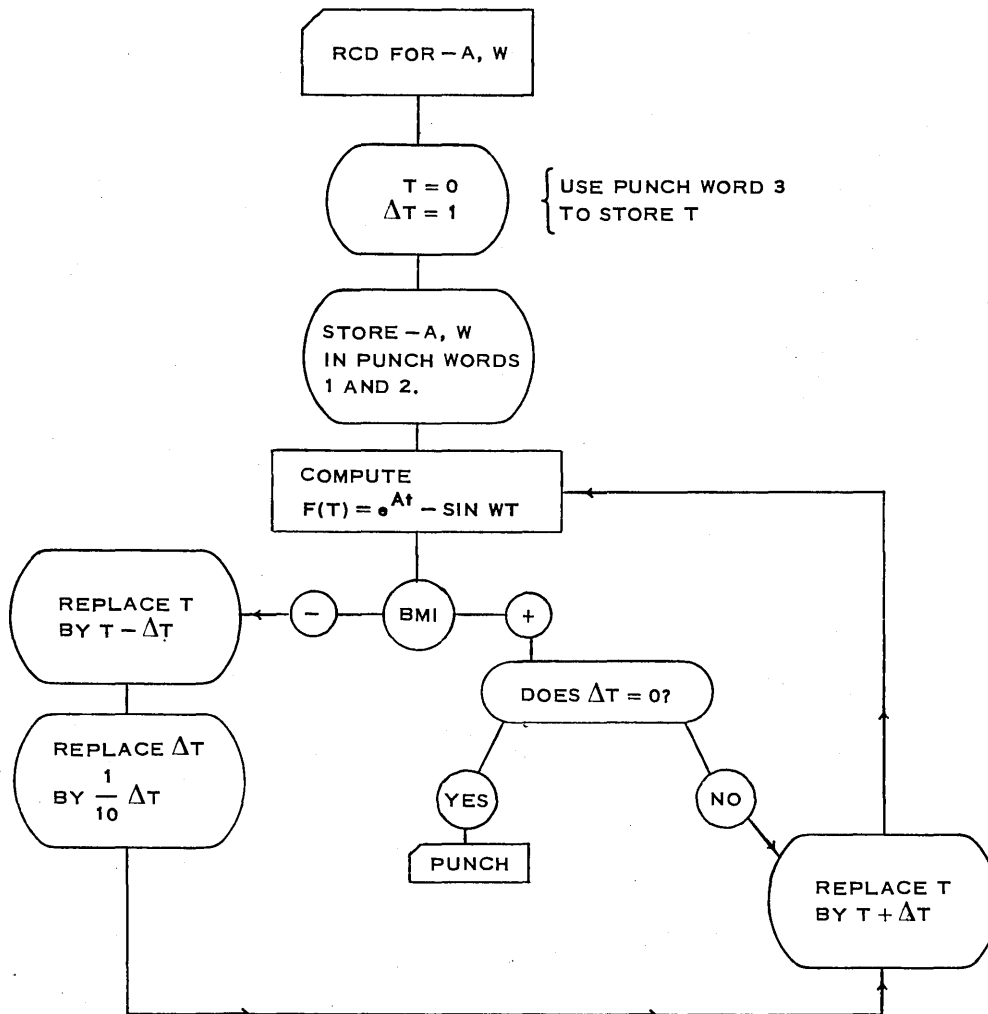 RCD FOR – A, W
T = 0
ΔT = 1
USE PUNCH WORD 3
TO STORE T
STORE – A, W
IN PUNCH WORDS
1 AND 2.
COMPUTE
F(T) = e^At – SIN WT
REPLACE T
BY T – ΔT
–
BMI
+
DOES ΔT = 0?
REPLACE ΔT
BY 1/10 ΔT
YES
NO
PUNCH
REPLACE T
BY T + ΔT